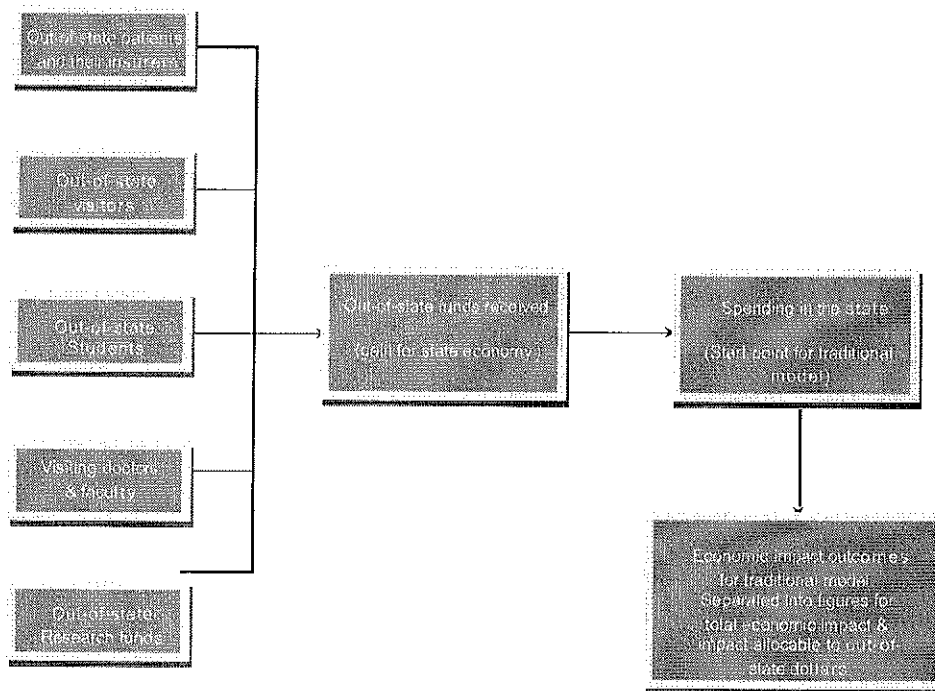 Out-of state patients
and their insurers
Out-of-state
visitors
Out-of-state
Students
Visiting doctors
& faculty
Out-of-state
Research funds
Out-of-state funds received
(gain for state economy)
Spending in the state
(Start point for traditional
model)
Economic impact outcomes
for traditional model
Separated into figures for
total economic impact &
impact allocable to out-of-
state dollars